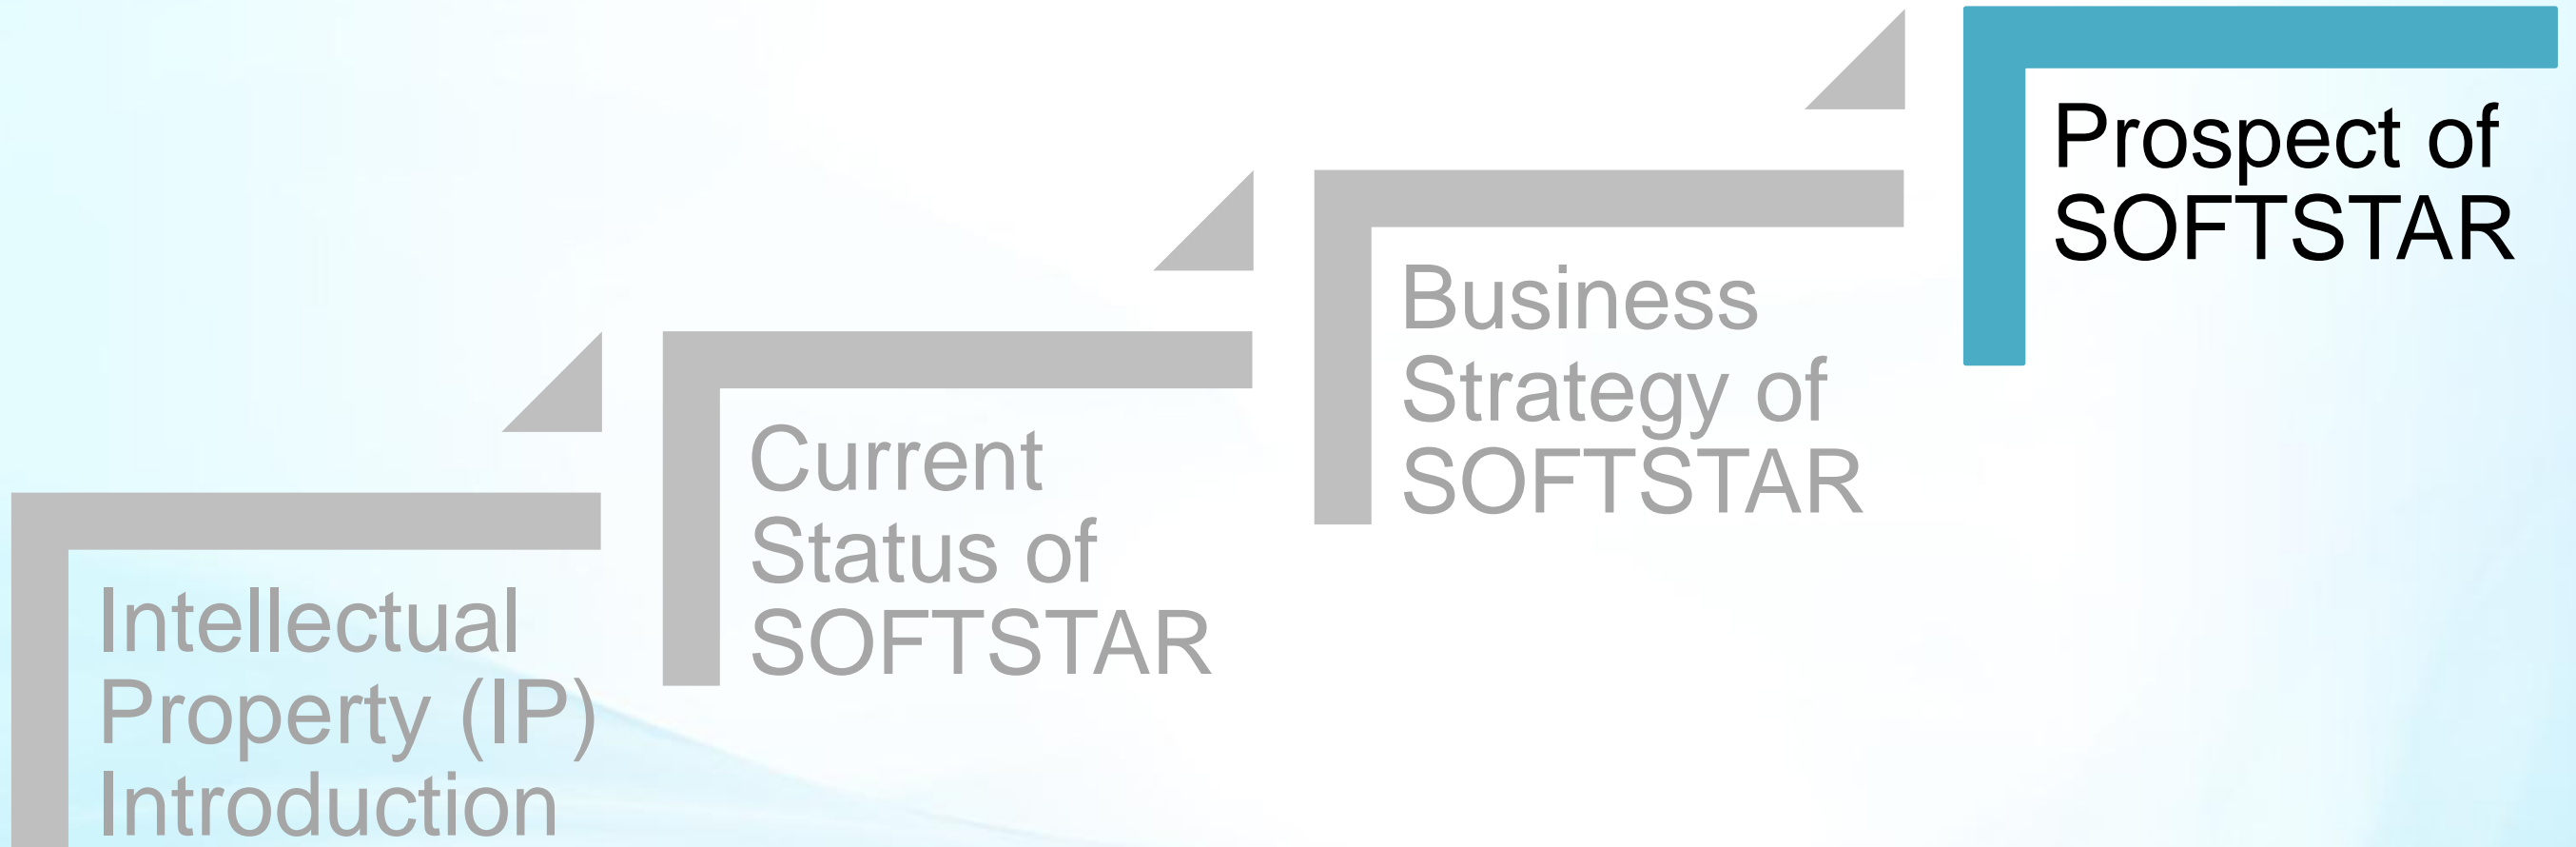 Intellectual
Property (IP)
Introduction
Current
Status of
SOFTSTAR
Business
Strategy of
SOFTSTAR
Prospect of
SOFTSTAR